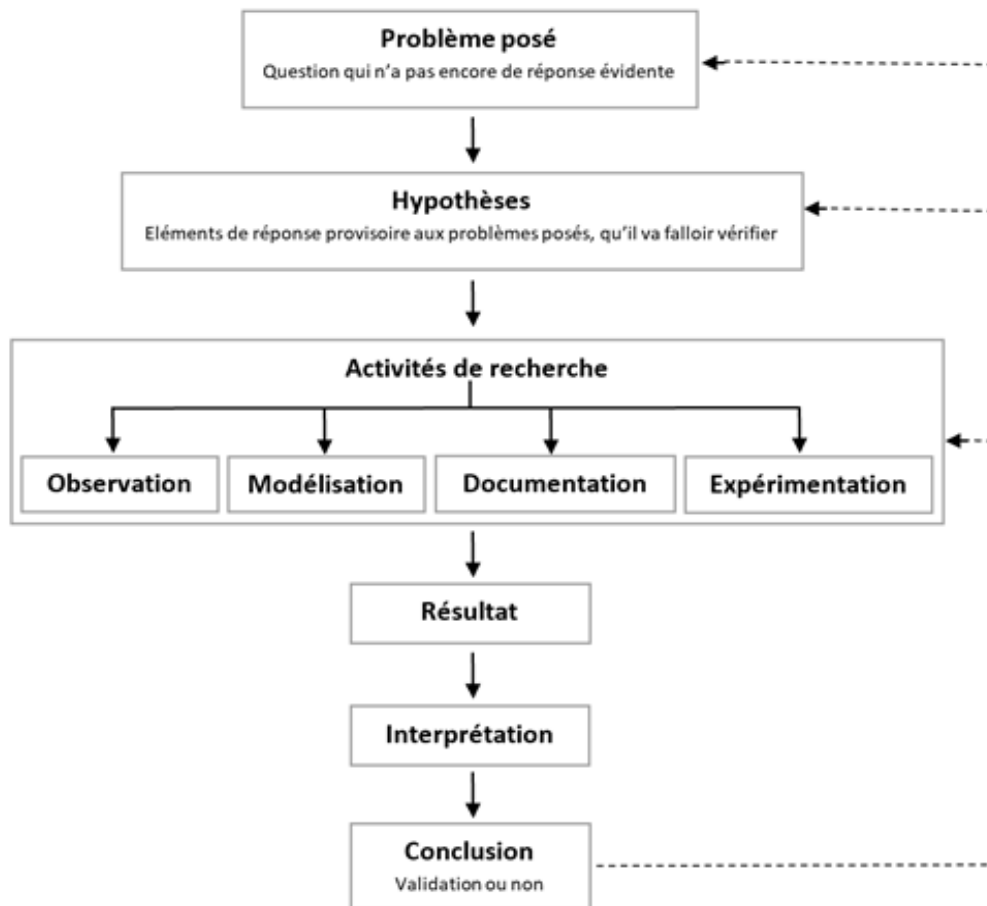 Problème posé
Question qui n'a pas encore de réponse évidente
Hypothèses
Eléments de réponse provisoire aux problèmes posés, qu'il va falloir vérifier
Activités de recherche
Observation
Modélisation
Documentation
Expérimentation
Résultat
Interprétation
Conclusion
Validation ou non